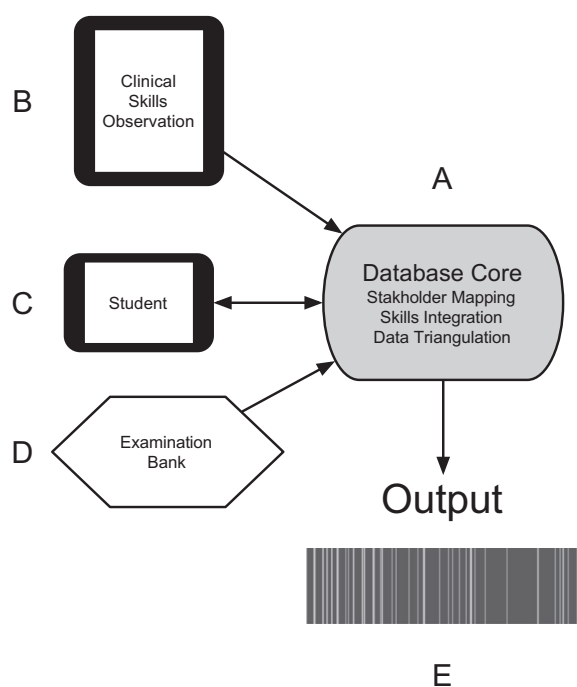 B
Clinical
Skills
Observation
A
Database Core
Stakholder Mapping
Skills Integration
Data Triangulation
C
Student
D
Examination
Bank
Output
E